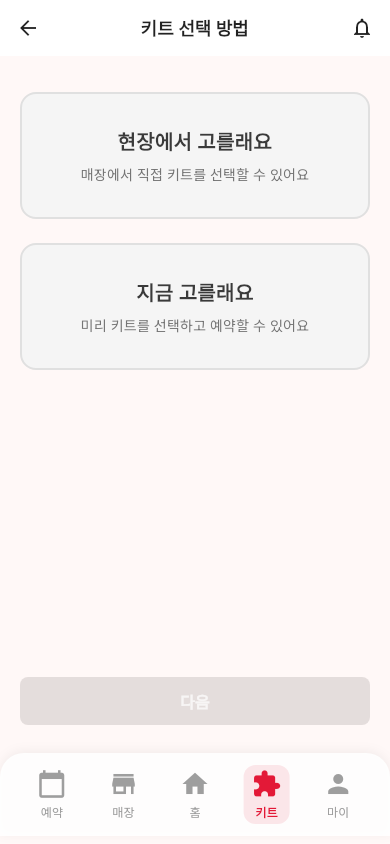 키트 선택 방법
현장에서 고를래요
매장에서 직접 키트를 선택할 수 있어요
지금 고를래요
미리 키트를 선택하고 예약할 수 있어요
다음
예약
매장
홈
키트
마이